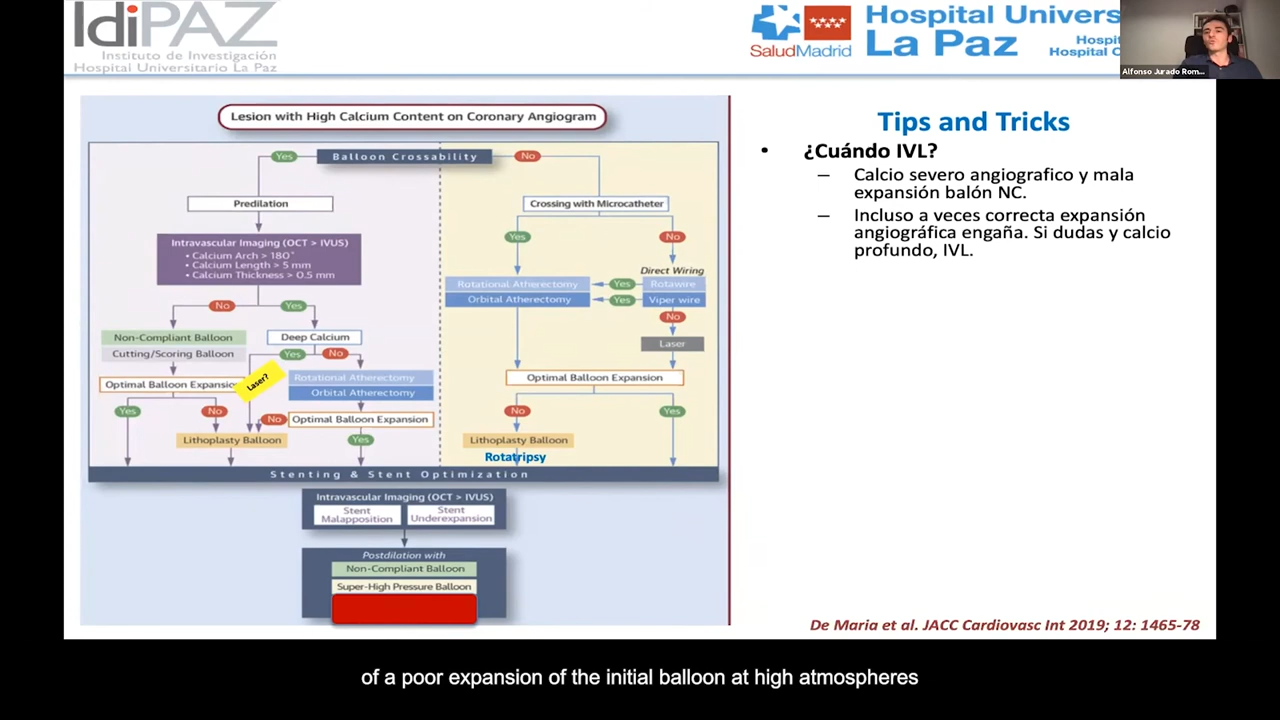 IdiPAZ
Instituto de Investigación
Hospital Universitario La Paz
SaludMadrid
Hospital Univers
La Paz
Hospit
Hospital C
Alfonso Jurado Rom...
Lesion with High Calcium Content on Coronary Angiogram
Yes
Balloon Crossability
No
Predilation
Intravascular Imaging (OCT > IVUS)
• Calcium Arch > 180°
• Calcium Length > 5 mm
• Calcium Thickness > 0.5 mm
No
Yes
Non-Compliant Balloon
Cutting/Scoring Balloon
Deep Calcium
Yes
No
Optimal Balloon Expansio
Laser?
Rotational Atherectomy
Orbital Atherectomy
Yes
No
No
Optimal Balloon Expansion
Lithoplasty Balloon
Yes
Crossing with Microcatheter
Yes
No
Direct Wiring
Rotational Atherectomy
Yes
Rotawire
Orbital Atherectomy
Yes
Viper wire
No
Laser
Optimal Balloon Expansion
No
Yes
Lithoplasty Balloon
Rotatripsy
Stenting & Stent Optimization
Intravascular Imaging (OCT > IVUS)
Stent
Malapposition
Stent
Underexpansion
Postdilation with
Non-Compliant Balloon
Super-High Pressure Balloon
Tips and Tricks
• ¿Cuándo IVL?
– Calcio severo angiografico y mala
expansión balón NC.
– Incluso a veces correcta expansión
angiográfica engaña. Si dudas y calcio
profundo, IVL.
De Maria et al. JACC Cardiovasc Int 2019; 12: 1465-78
of a poor expansion of the initial balloon at high atmospheres